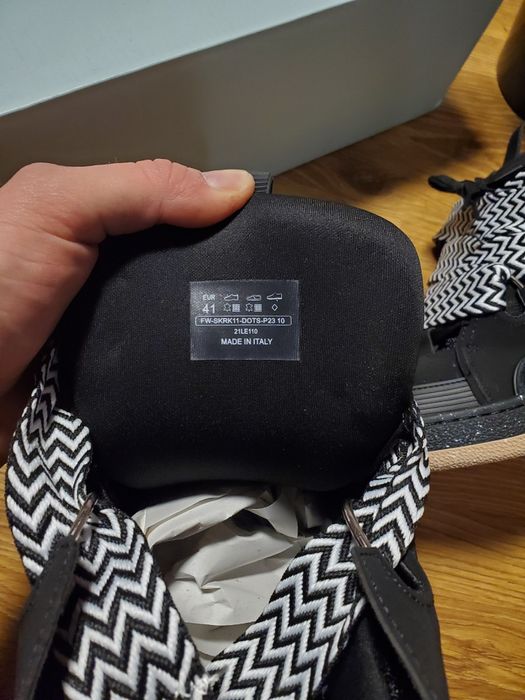 EUR
41
FW-SKRK11-DOTS-P23 10
21LE110
MADE IN ITALY